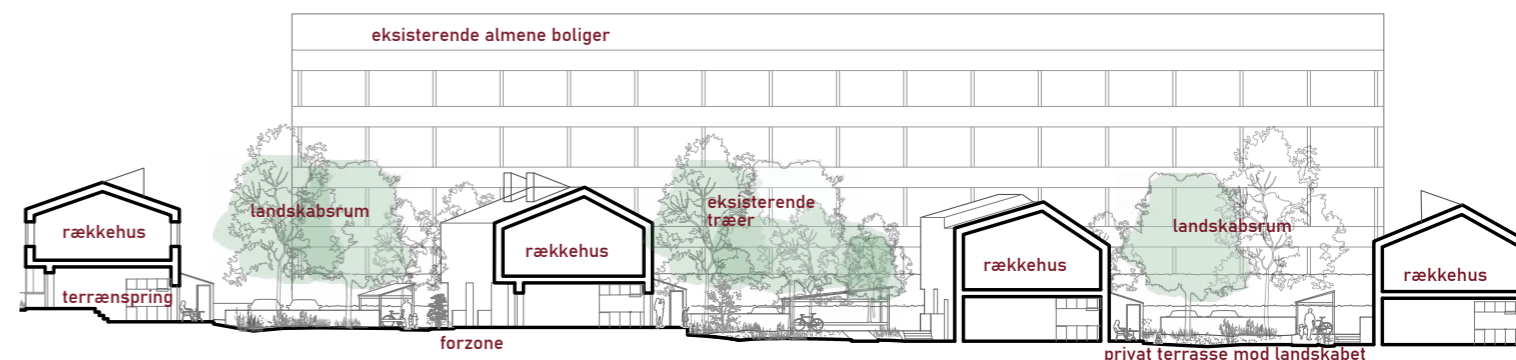 eksisterende almene boliger
landskabsrum
eksisterende
træer
landskabsrum
rækkehus
rækkehus
rækkehus
rækkehus
terrænspring
forzone
privat terrasse mod landskabet